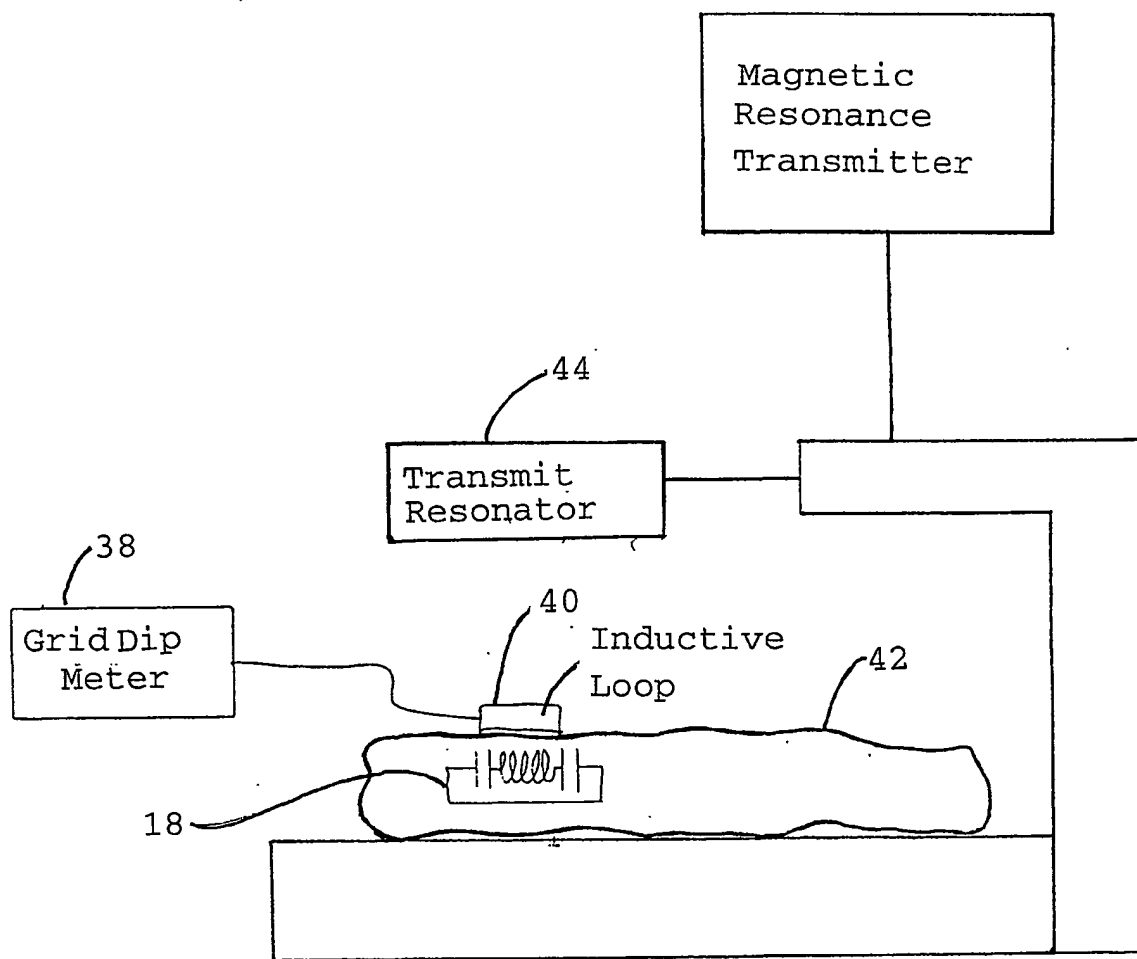 Magnetic
Resonance
Transmitter
44
Transmit
Resonator
38
Grid Dip
Meter
40
Inductive
Loop
42
18